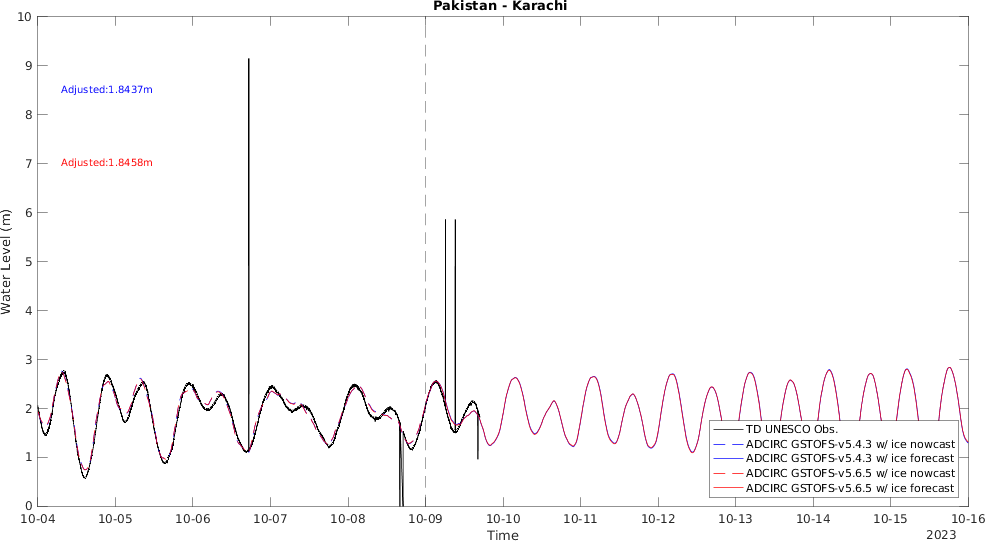 Pakistan - Karachi
10
9
8
7
6
5
4
3
2
1
0
Water Level (m)
Adjusted:1.8437m
Adjusted:1.8458m
TD UNESCO Obs.
ADCIRC GSTOFS-v5.4.3 w/ ice nowcast
ADCIRC GSTOFS-v5.4.3 w/ ice forecast
ADCIRC GSTOFS-v5.6.5 w/ ice nowcast
ADCIRC GSTOFS-v5.6.5 w/ ice forecast
10-04 10-05 10-06 10-07 10-08 10-09 10-10 10-11 10-12 10-13 10-14 10-15 10-16
Time
2023